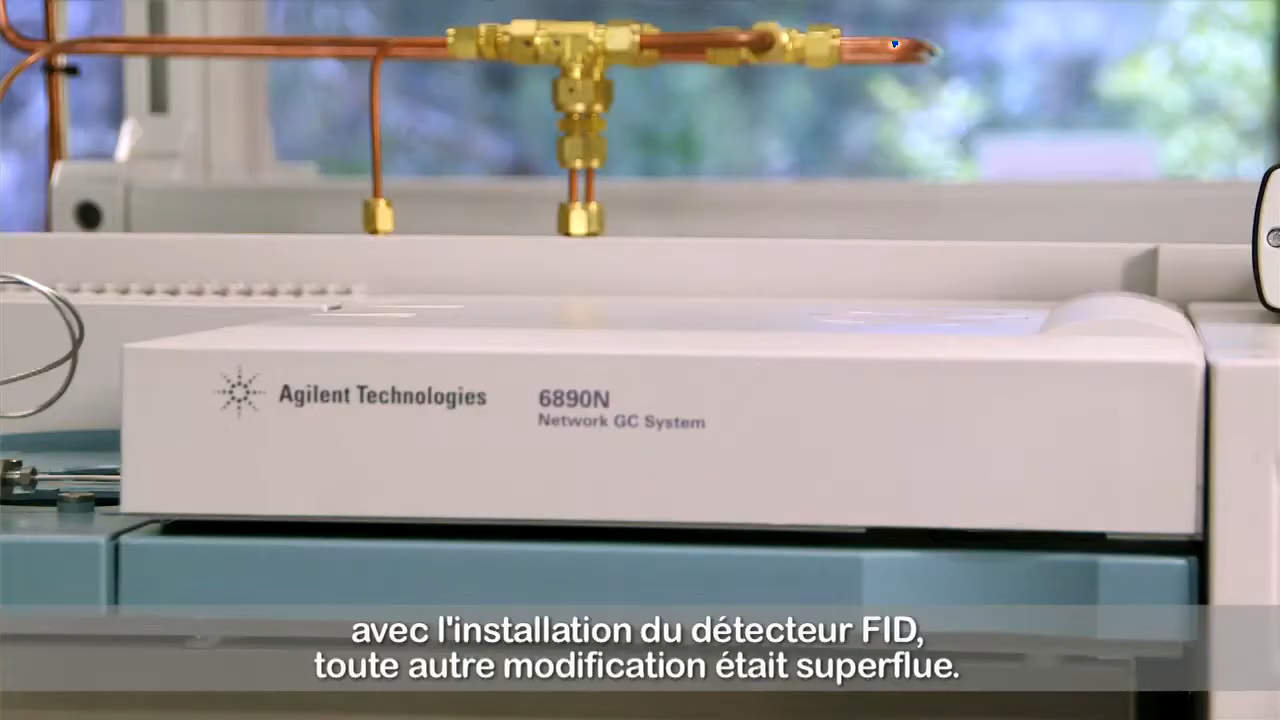 Agilent Technologies
6890N
Network GC System
avec l'installation du détecteur FID,
toute autre modification était superflue.